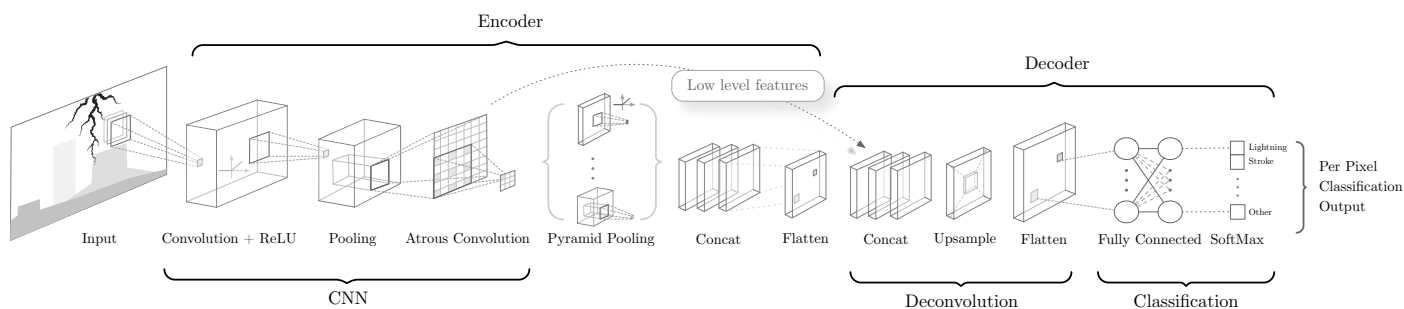 Encoder
Decoder
Low level features
Lightning
Stroke
Other
Per Pixel
Classification
Output
Input
Convolution + ReLU
Pooling
Atrous Convolution
Pyramid Pooling
Concat
Flatten
Concat
Upsample
Flatten
Fully Connected
SoftMax
CNN
Deconvolution
Classification